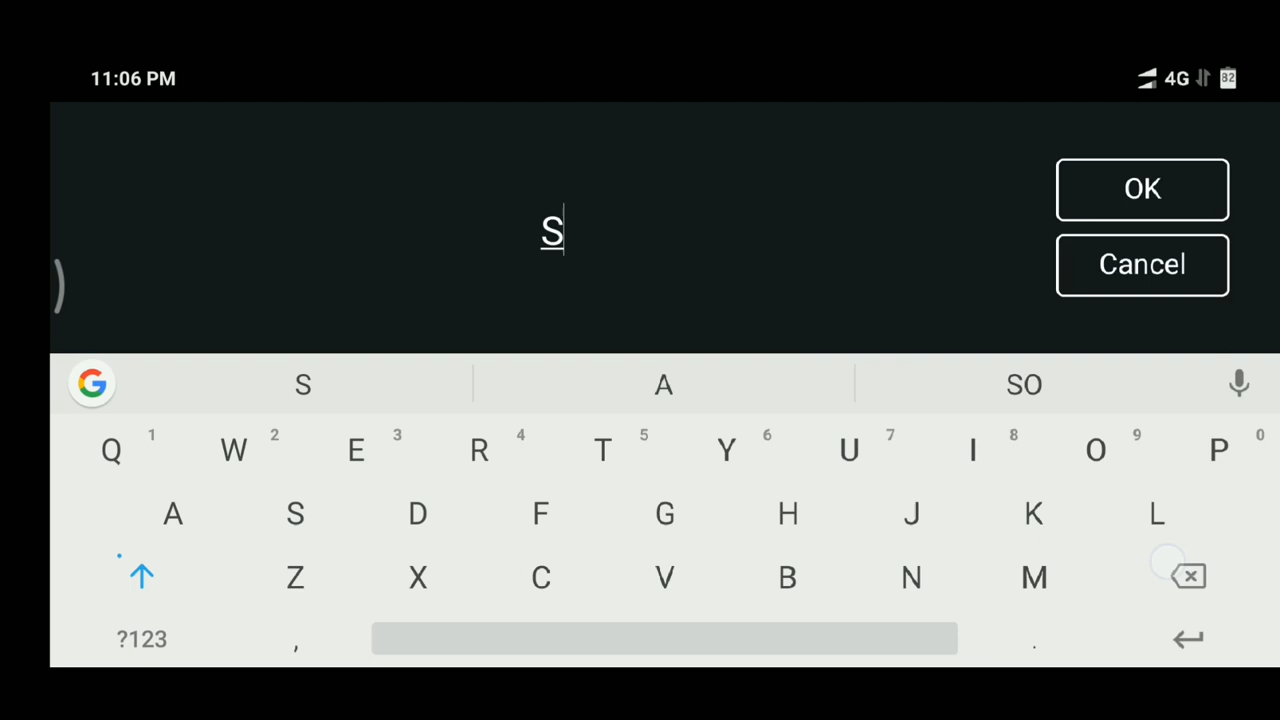 11:06 PM 4G 82
OK
S
Cancel
G S A SO
Q 1 W 2 E 3 R 4 T 5 Y 6 U 7 I 8 O 9 P 0
A S D F G H J K L
Z X C V B N M
?123 , .